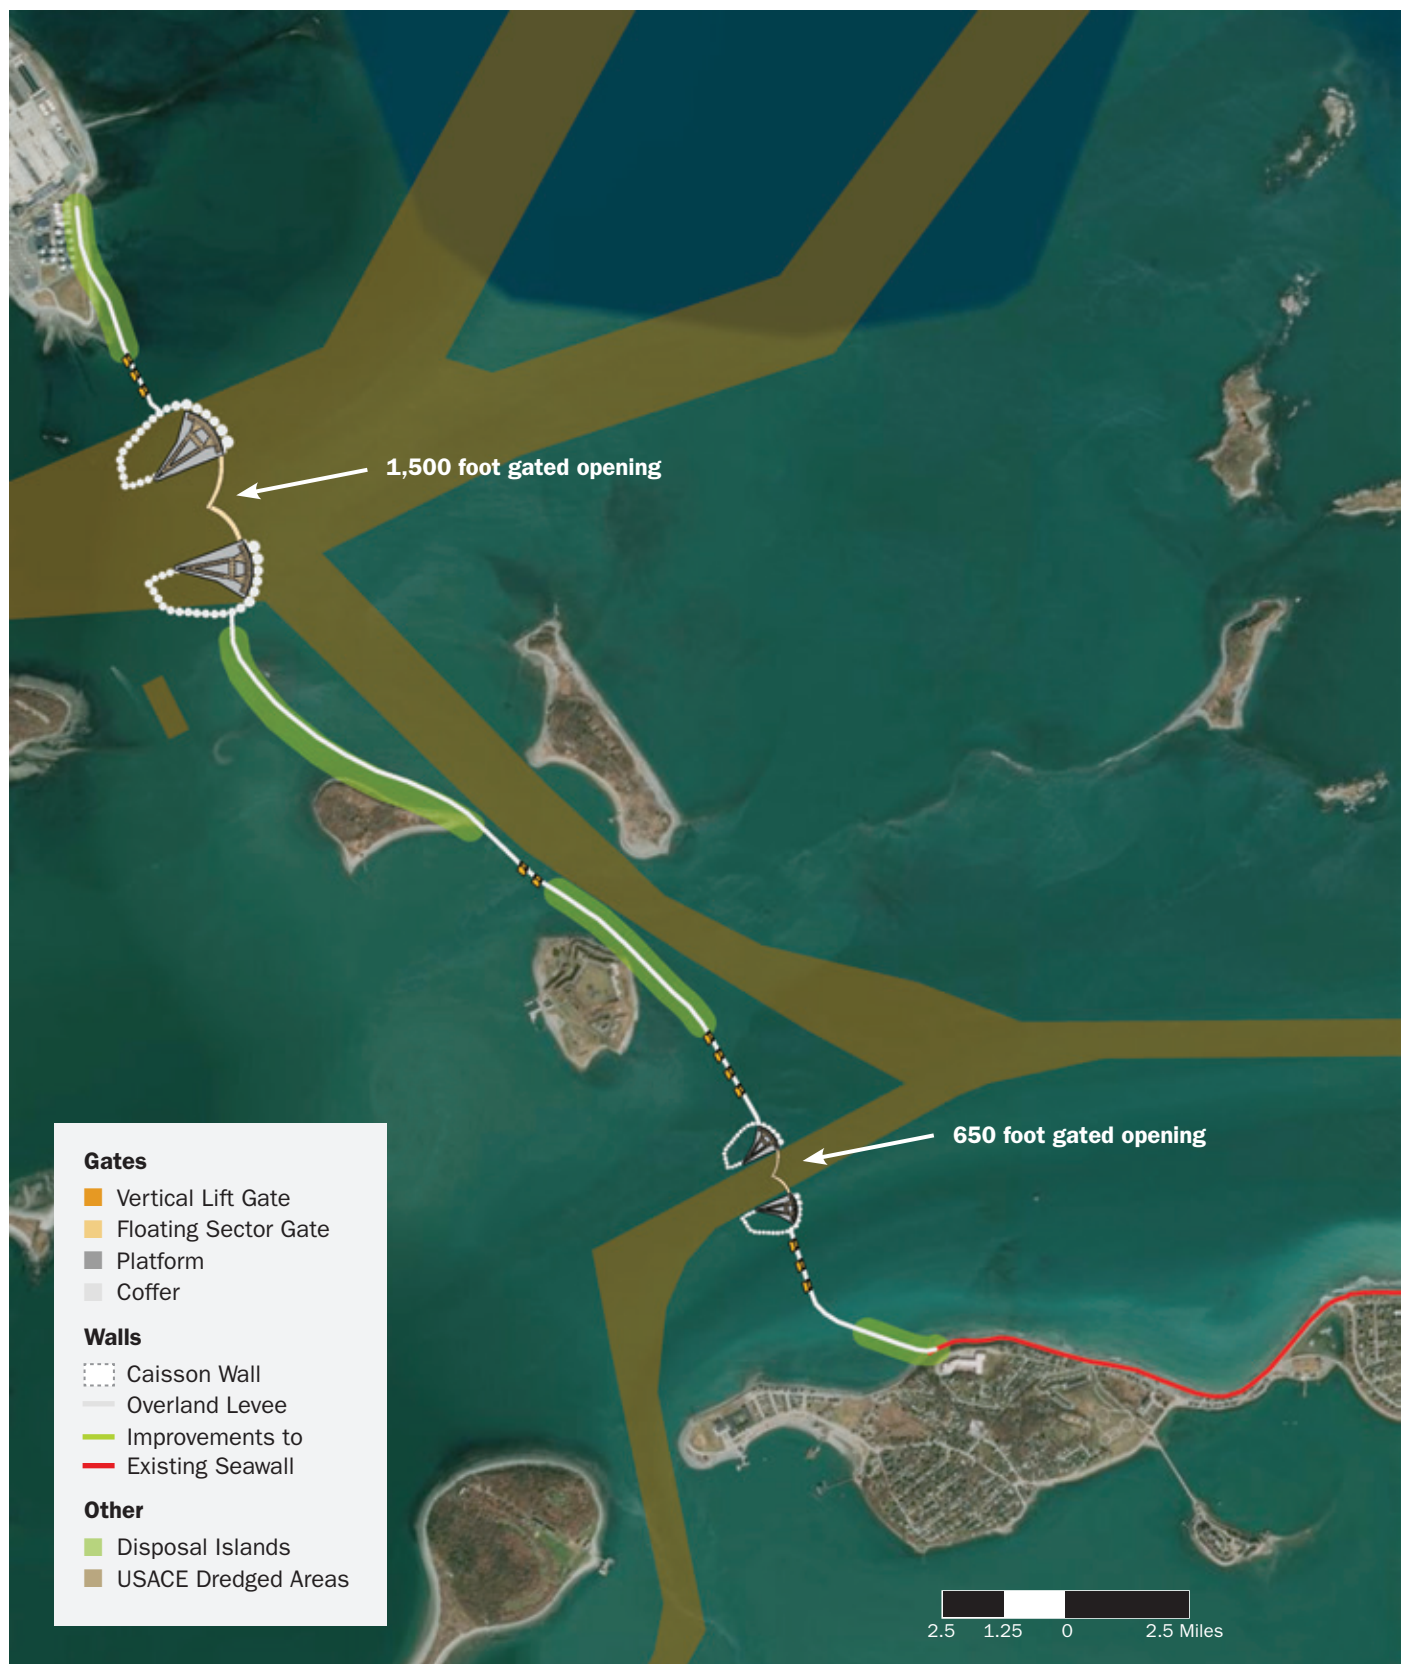 1,500 foot gated opening
650 foot gated opening
Gates
Vertical Lift Gate
Floating Sector Gate
Platform
Coffer
Walls
Caisson Wall
Overland Levee
Improvements to
Existing Seawall
Other
Disposal Islands
USACE Dredged Areas
2.5 1.25 0 2.5 Miles